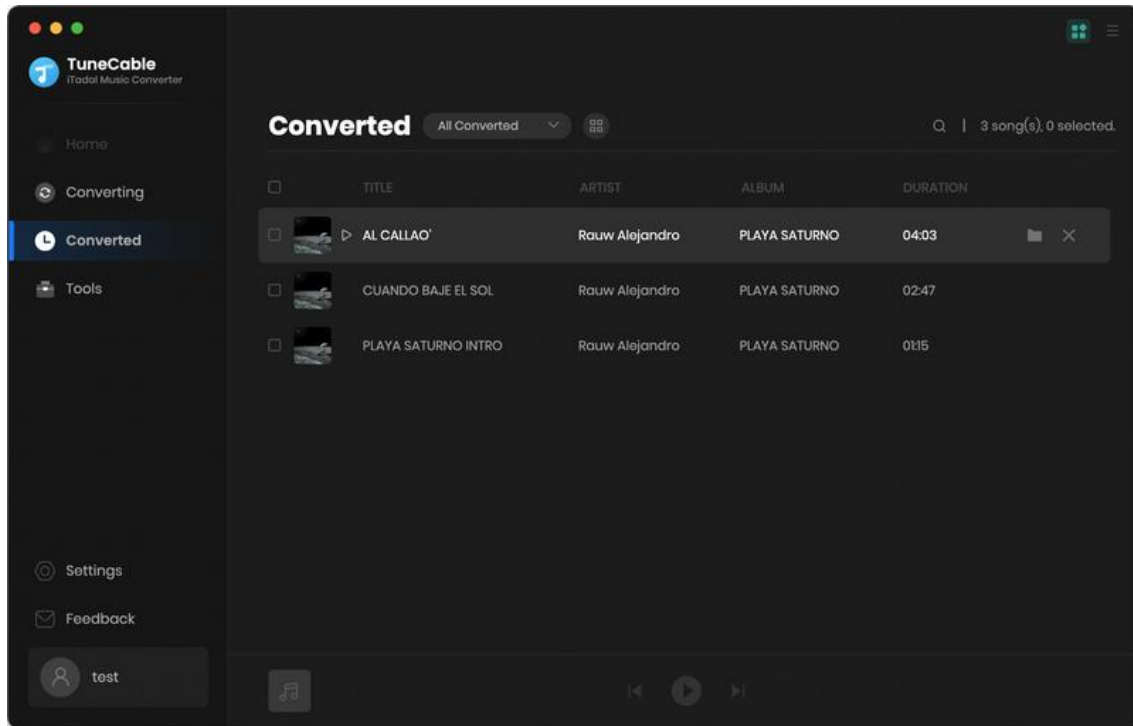 TuneCable
iTadal Music Converter
Home
Converting
Converted
Tools
Settings
Feedback
test
Converted All Converted 3 song(s), 0 selected.
TITLE ARTIST ALBUM DURATION
AL CALLAO' Rauw Alejandro PLAYA SATURNO 04:03
CUANDO BAJE EL SOL Rauw Alejandro PLAYA SATURNO 02:47
PLAYA SATURNO INTRO Rauw Alejandro PLAYA SATURNO 01:15